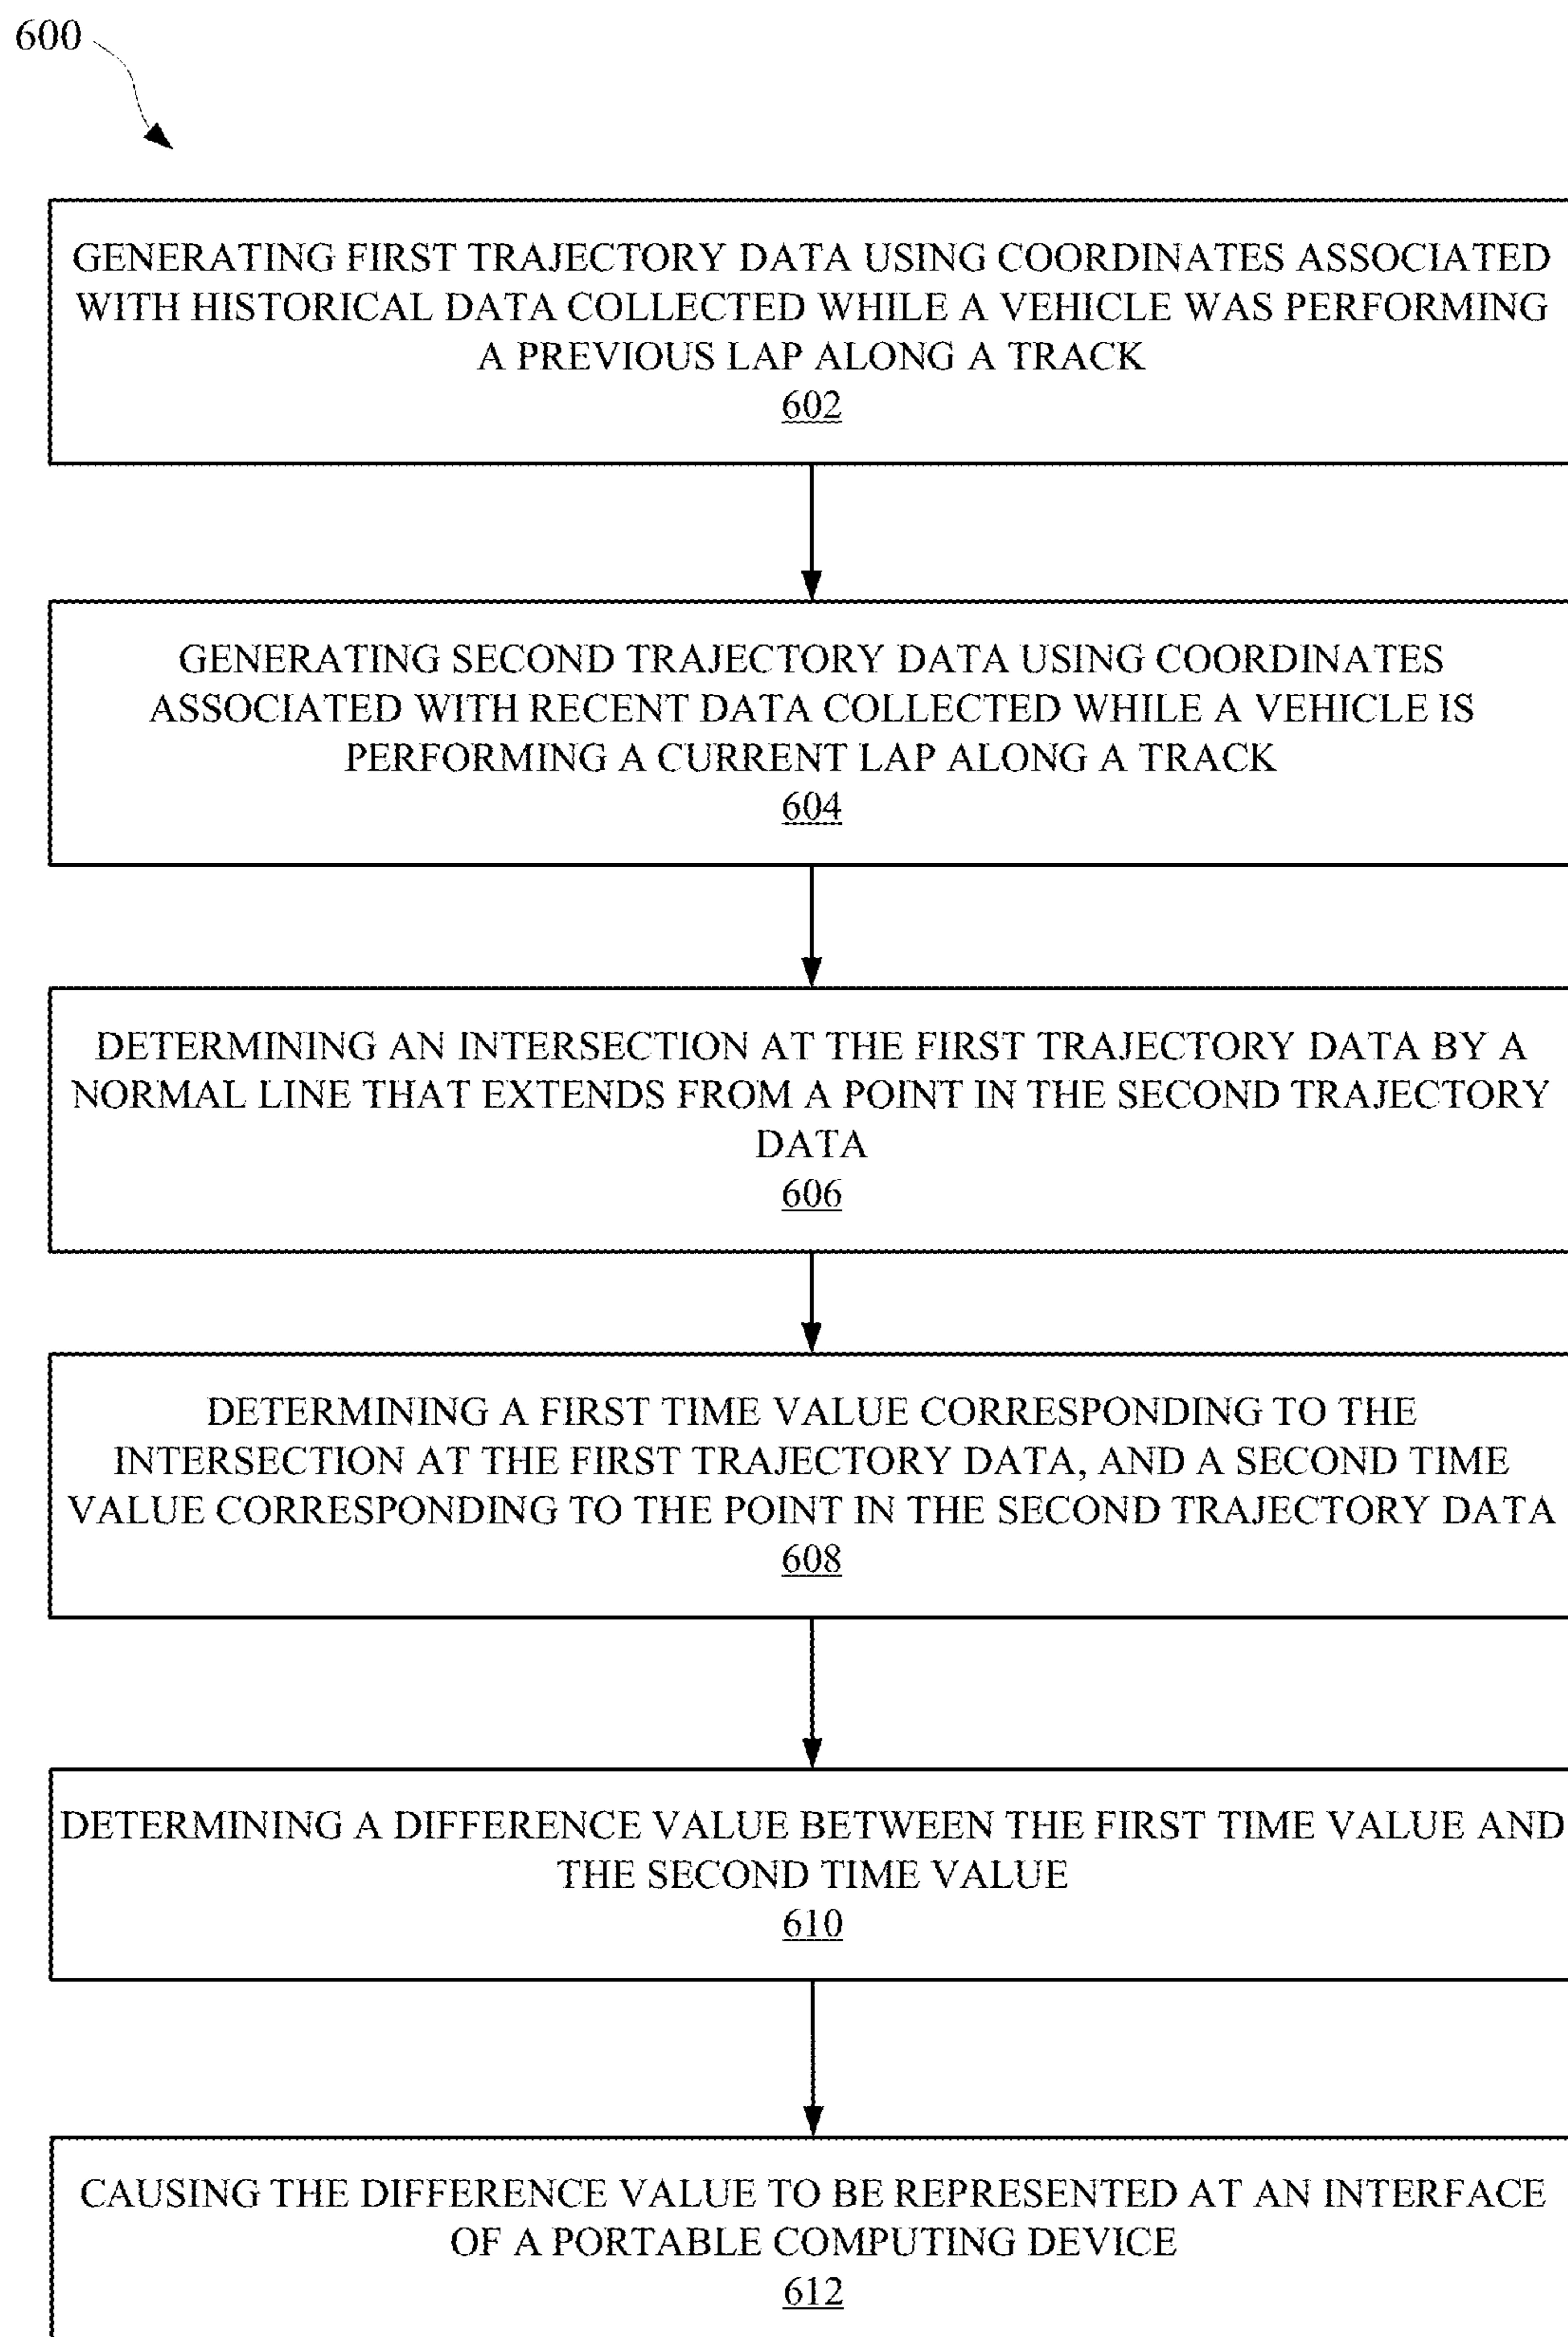 600
GENERATING FIRST TRAJECTORY DATA USING COORDINATES ASSOCIATED
WITH HISTORICAL DATA COLLECTED WHILE A VEHICLE WAS PERFORMING
A PREVIOUS LAP ALONG A TRACK
602
GENERATING SECOND TRAJECTORY DATA USING COORDINATES
ASSOCIATED WITH RECENT DATA COLLECTED WHILE A VEHICLE IS
PERFORMING A CURRENT LAP ALONG A TRACK
604
DETERMINING AN INTERSECTION AT THE FIRST TRAJECTORY DATA BY A
NORMAL LINE THAT EXTENDS FROM A POINT IN THE SECOND TRAJECTORY
DATA
606
DETERMINING A FIRST TIME VALUE CORRESPONDING TO THE
INTERSECTION AT THE FIRST TRAJECTORY DATA, AND A SECOND TIME
VALUE CORRESPONDING TO THE POINT IN THE SECOND TRAJECTORY DATA
608
DETERMINING A DIFFERENCE VALUE BETWEEN THE FIRST TIME VALUE AND
THE SECOND TIME VALUE
610
CAUSING THE DIFFERENCE VALUE TO BE REPRESENTED AT AN INTERFACE
OF A PORTABLE COMPUTING DEVICE
612